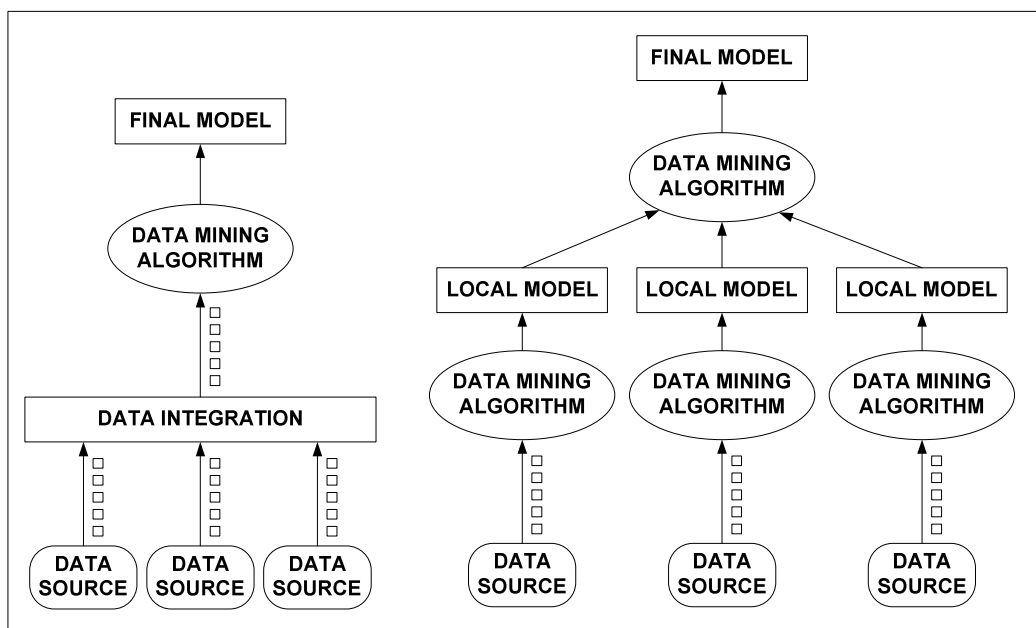 FINAL MODEL
DATA MINING
ALGORITHM
DATA INTEGRATION
DATA
SOURCE
DATA
SOURCE
DATA
SOURCE
FINAL MODEL
DATA MINING
ALGORITHM
LOCAL MODEL
LOCAL MODEL
LOCAL MODEL
DATA MINING
ALGORITHM
DATA MINING
ALGORITHM
DATA MINING
ALGORITHM
DATA
SOURCE
DATA
SOURCE
DATA
SOURCE